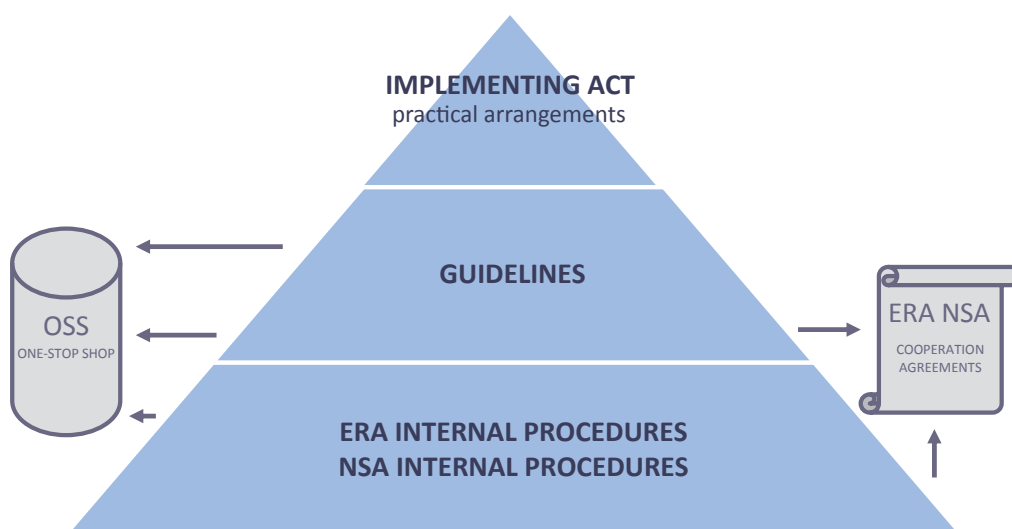 IMPLEMENTING ACT
practical arrangements
GUIDELINES
OSS
ONE-STOP SHOP
ERA NSA
COOPERATION
AGREEMENTS
ERA INTERNAL PROCEDURES
NSA INTERNAL PROCEDURES